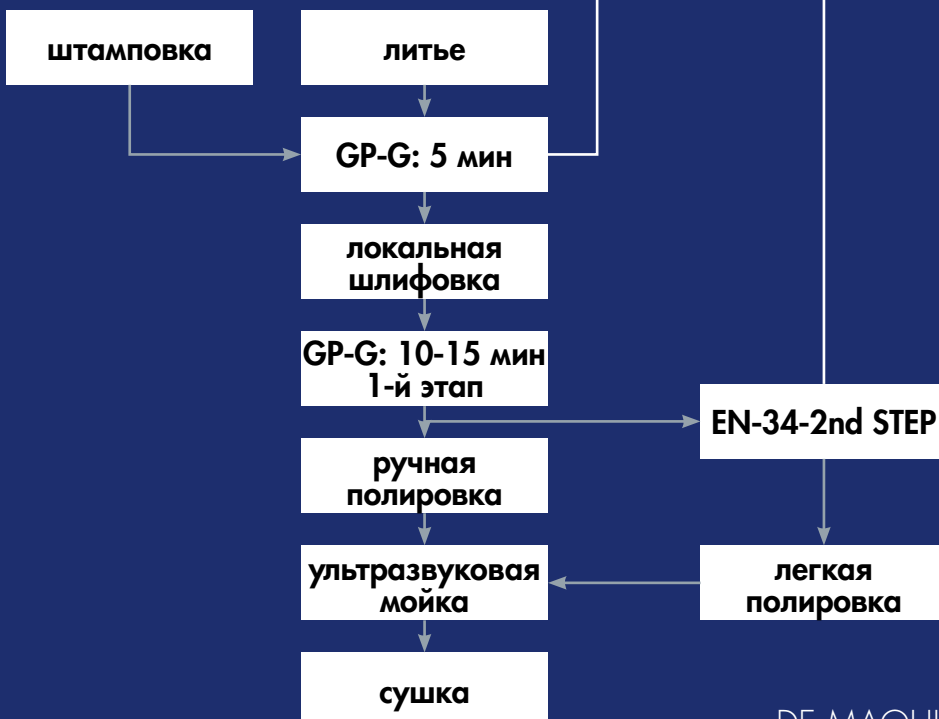 штамповка
литье
GP-G: 5 мин
локальная
шлифовка
GP-G: 10-15 мин
1-й этап
EN-34-2nd STEP
ручная
полировка
ультразвуковая
мойка
легкая
полировка
сушка